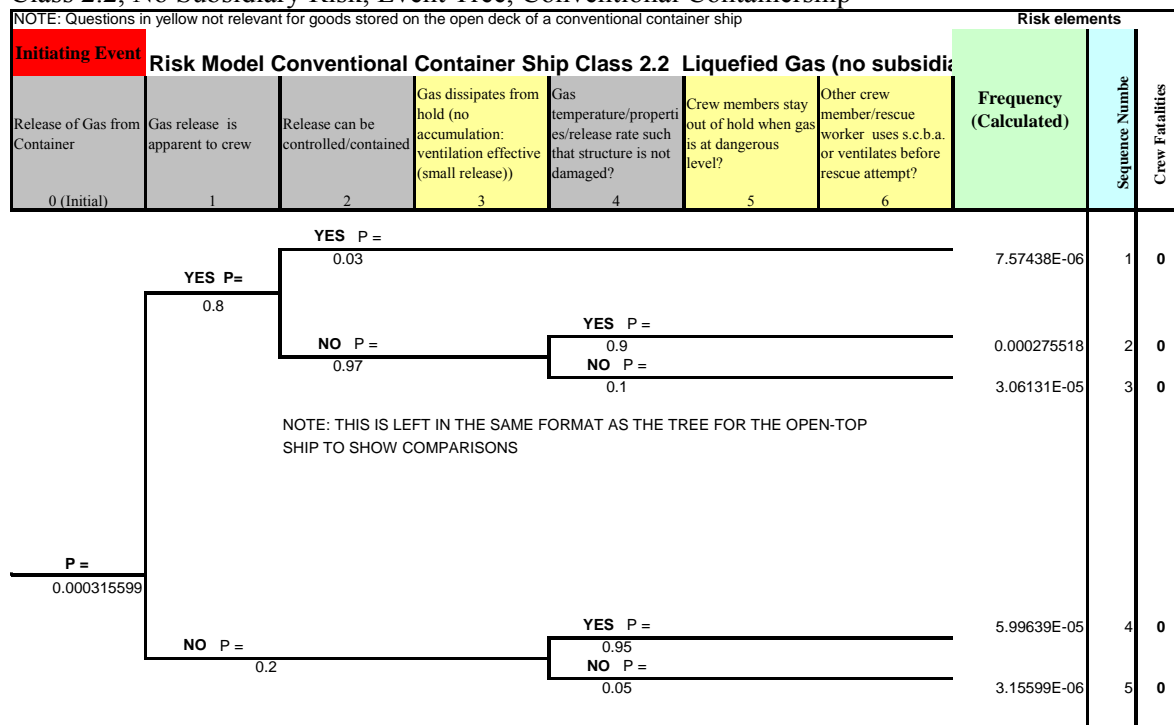 Class 2.2, No Subsidiary Risk, Event Tree, Conventional Containership
NOTE: Questions in yellow not relevant for goods stored on the open deck of a conventional container ship
Risk elements
Initiating Event
Risk Model Conventional Container Ship Class 2.2 Liquefied Gas (no subsidia
Release of Gas from
Container
0 (Initial)
Gas release is
apparent to crew
1
Release can be
controlled/contained
2
Gas dissipates from
hold (no
accumulation:
ventilation effective
(small release))
3
Gas
temperature/properti
es/release rate such
that structure is not
damaged?
4
Crew members stay
out of hold when gas
is at dangerous
level?
5
Other crew
member/rescue
worker uses s.c.b.a.
or ventilates before
rescue attempt?
6
Frequency
(Calculated)
Sequence Numbe
Crew Fatalities
YES P =
0.03
7.57438E-06 1 0
YES P=
0.8
YES P =
0.9
0.000275518 2 0
NO P =
0.97
NO P =
0.1
3.06131E-05 3 0
NOTE: THIS IS LEFT IN THE SAME FORMAT AS THE TREE FOR THE OPEN-TOP
SHIP TO SHOW COMPARISONS
P =
0.000315599
YES P =
0.95
5.99639E-05 4 0
NO P =
0.2
NO P =
0.05
3.15599E-06 5 0